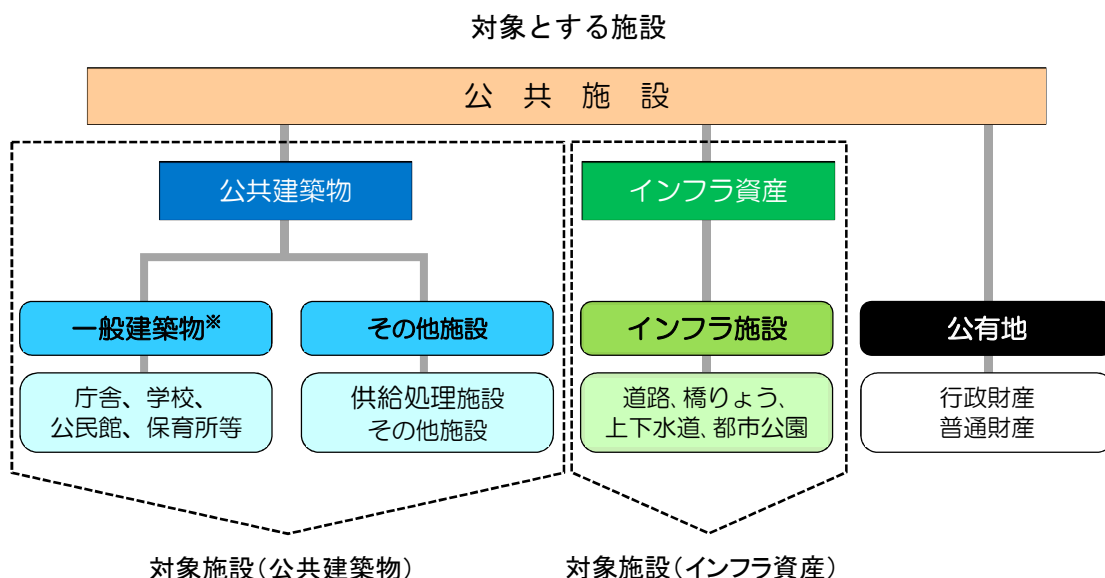 対象とする施設
公共施設
公共建築物
インフラ資産
一般建築物※
その他施設
インフラ施設
公有地
庁舎、学校、
公民館、保育所等
供給処理施設
その他施設
道路、橋りょう、
上下水道、都市公園
行政財産
普通財産
対象施設(公共建築物)
対象施設(インフラ資産)